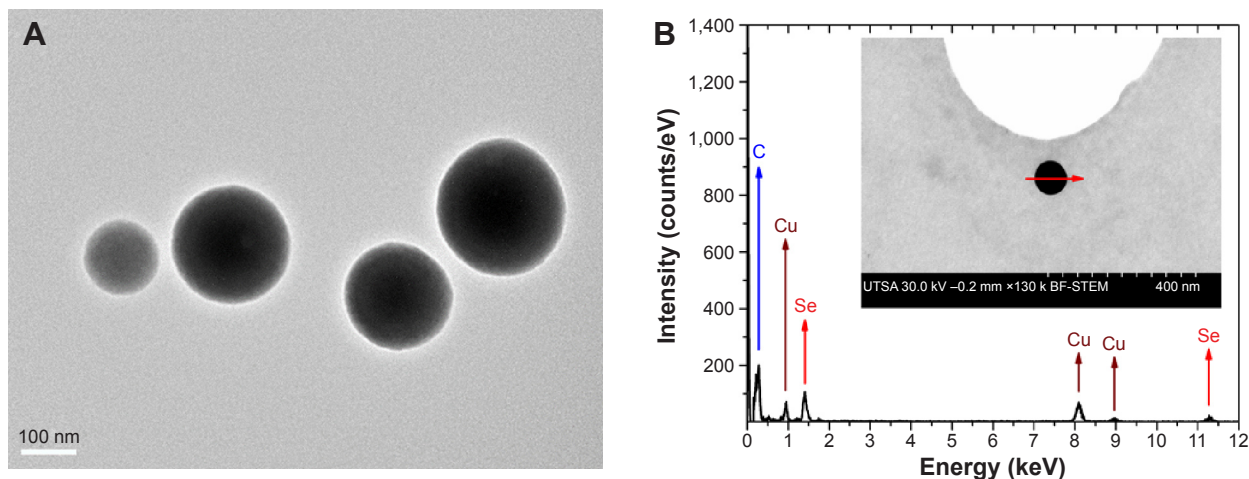 A
100 nm
B
Intensity (counts/eV)
1,400
1,200
1,000
800
600
400
200
C
Cu
Se
Cu
Cu
Se
UTSA 30.0 kV –0.2 mm ×130 k BF-STEM 400 nm
0 1 2 3 4 5 6 7 8 9 10 11 12
Energy (keV)